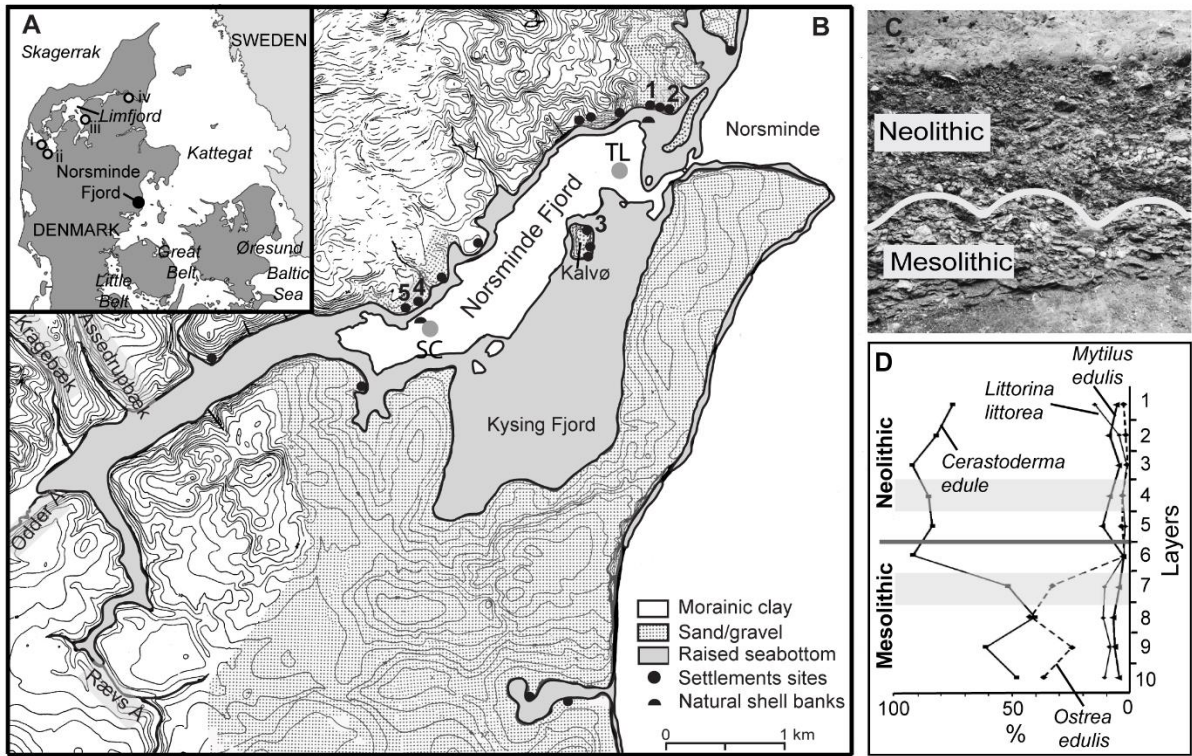 A
Skagerrak
SWEDEN
iv
Limfjord
iii
i
ii
Kattegat
Norsminde
Fjord
DENMARK
Great
Belt
Øresund
Little
Belt
Baltic
Sea
B
1
2
Norsminde
TL
Norsminde Fjord
3
Kalvø
4
5
SC
Kragebæk
Assedrupbæk
Kysing Fjord
Odder Å
Rævs Å
Morainic clay
Sand/gravel
Raised seabottom
Settlements sites
Natural shell banks
0
1 km
C
Neolithic
Mesolithic
D
Mytilus
edulis
Littorina
littorea
Cerastoderma
edule
Ostrea
edulis
Neolithic
Mesolithic
1
2
3
4
5
6
7
8
9
10
Layers
100
50
0
%